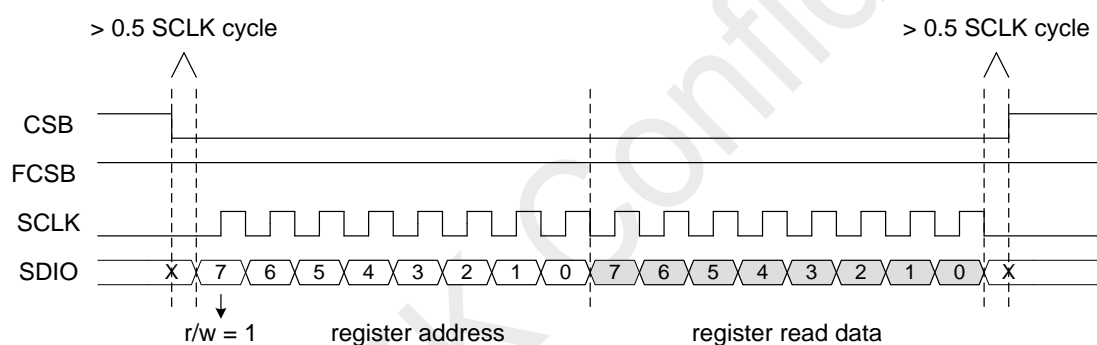 > 0.5 SCLK cycle > 0.5 SCLK cycle
CSB
FCSB
SCLK
SDIO X 7 6 5 4 3 2 1 0 7 6 5 4 3 2 1 0 X
r/w = 1 register address register read data